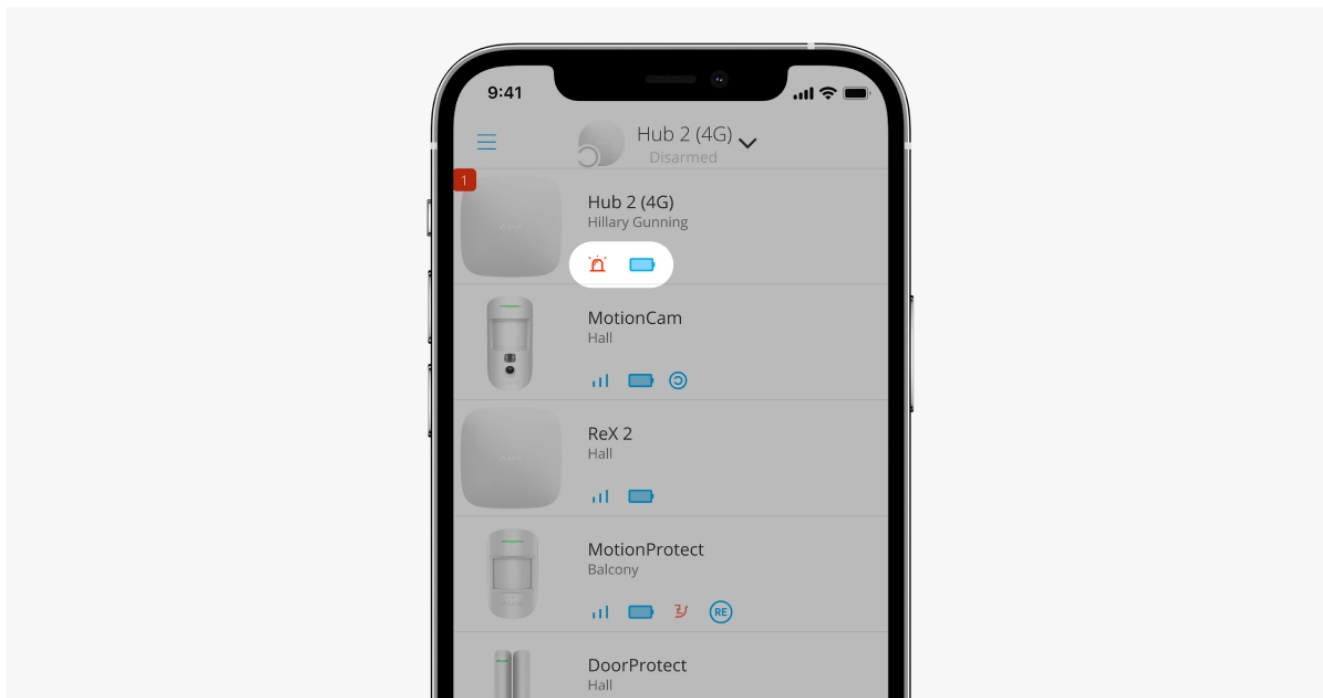 9:41
Hub 2 (4G)
Disarmed
1
Hub 2 (4G)
Hillary Gunning
MotionCam
Hall
ReX 2
Hall
MotionProtect
Balcony
RE
DoorProtect
Hall